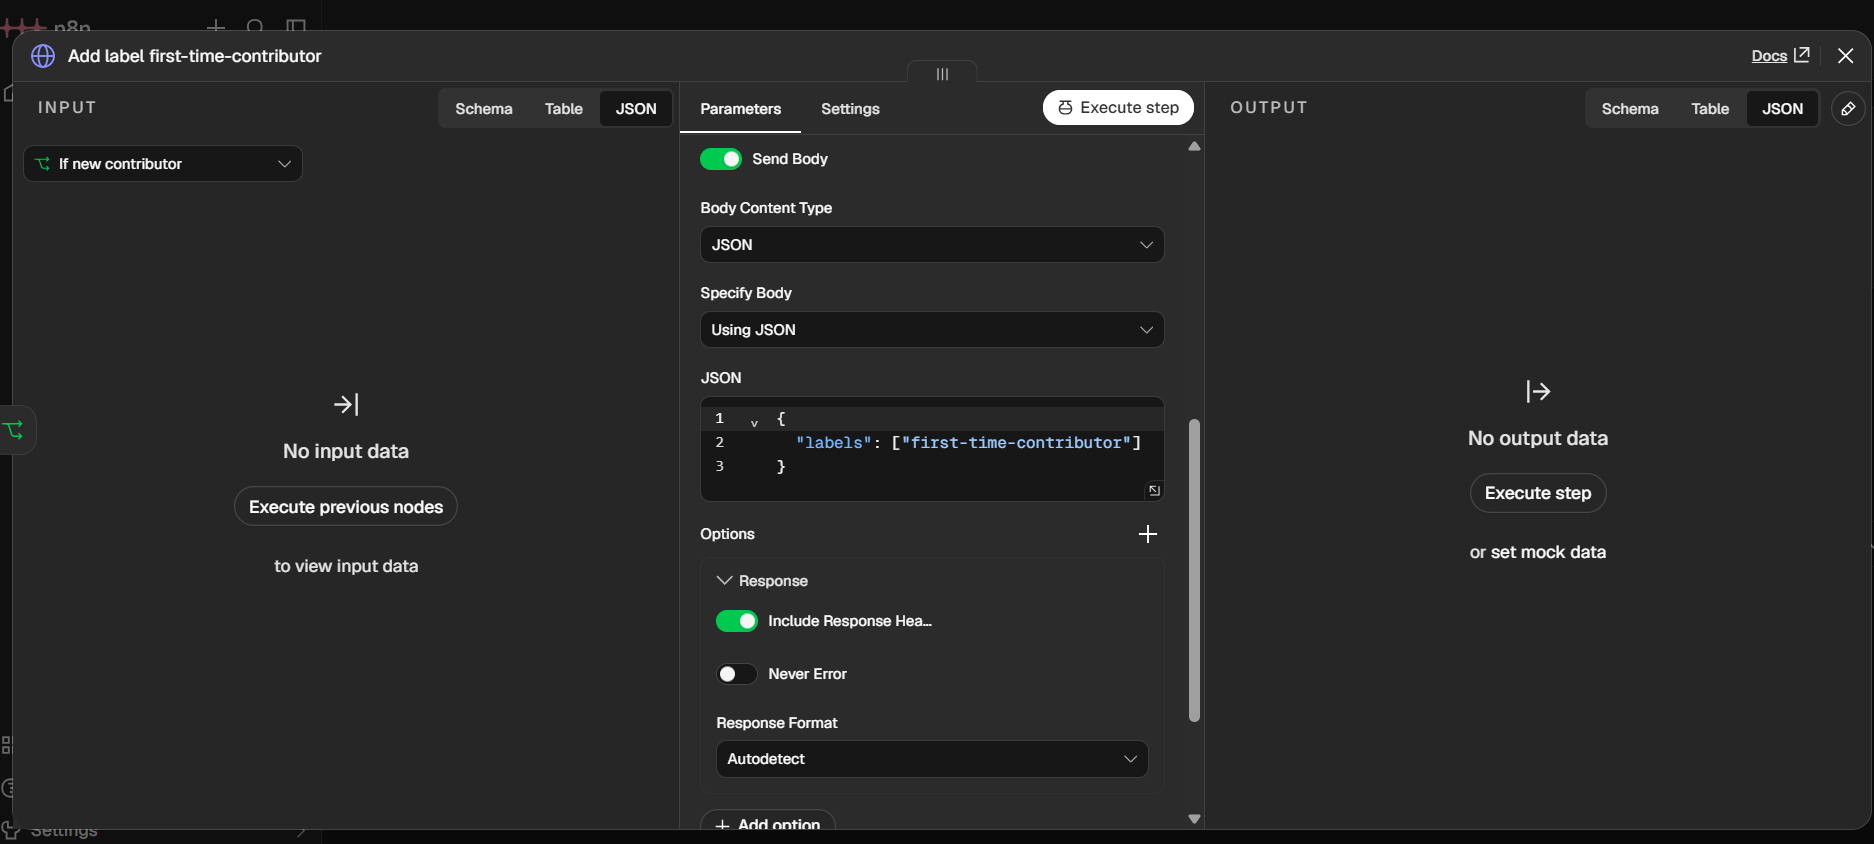 n8n
Add label first-time-contributor
Docs
INPUT
Schema
Table
JSON
If new contributor
No input data
Execute previous nodes
to view input data
Parameters
Settings
Execute step
Send Body
Body Content Type
JSON
Specify Body
Using JSON
JSON
1 {
2 "labels": ["first-time-contributor"]
3 }
Options
Response
Include Response Hea...
Never Error
Response Format
Autodetect
Add option
OUTPUT
Schema
Table
JSON
No output data
Execute step
or set mock data
Settings